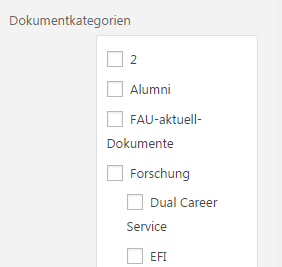 Dokumentkategorien
2
Alumni
FAU-aktuell-
Dokumente
Forschung
Dual Career
Service
EFI